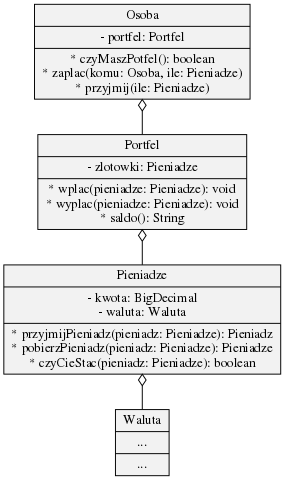 Osoba
- portfel: Portfel
* czyMaszPotfel(): boolean
* zaplac(komu: Osoba, ile: Pieniadze)
* przyjmij(ile: Pieniadze)
Portfel
- zlotowki: Pieniadze
* wplac(pieniadze: Pieniadze): void
* wyplac(pieniadze: Pieniadze): void
* saldo(): String
Pieniadze
- kwota: BigDecimal
- waluta: Waluta
* przyjmijPieniadz(pieniadz: Pieniadze): Pieniadz
* pobierzPieniadz(pieniadz: Pieniadze): Pieniadze
* czyCieStac(pieniadz: Pieniadze): boolean
Waluta
...
...